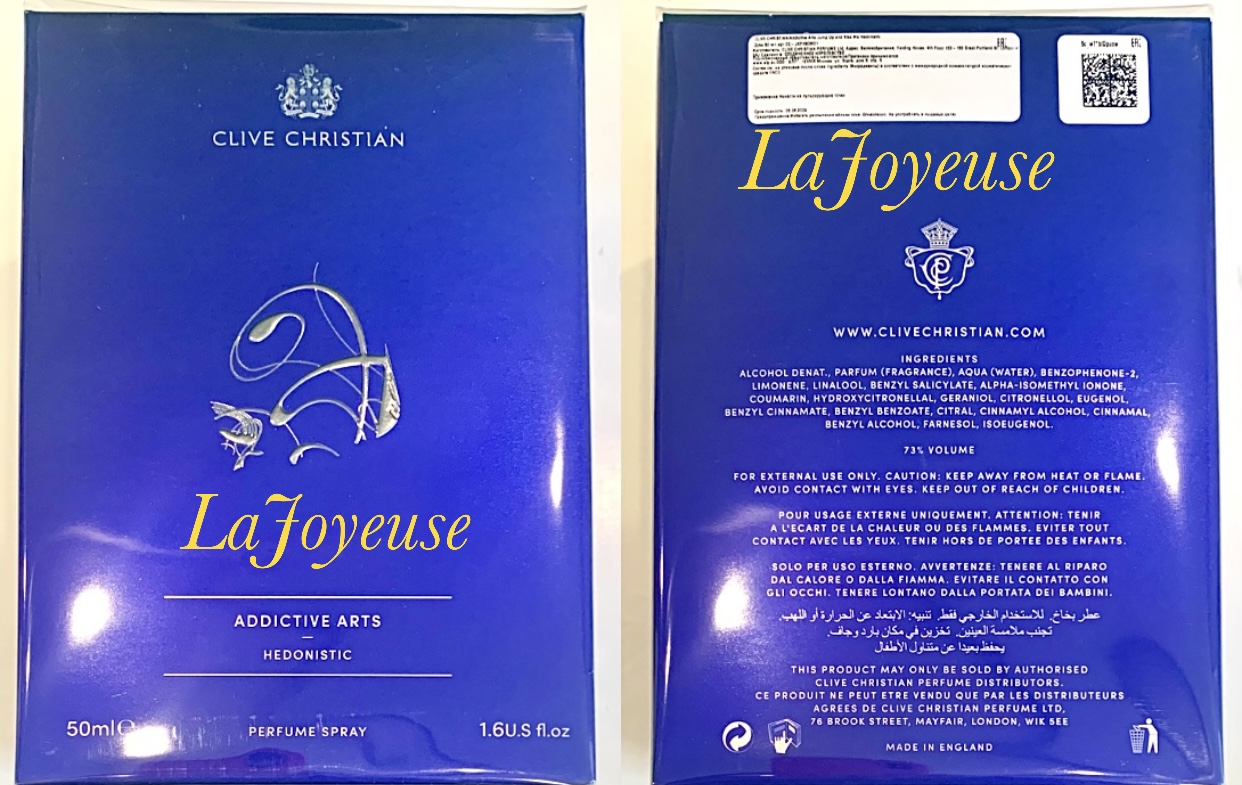 CLIVE CHRISTIAN
LaJoyeuse
ADDICTIVE ARTS
HEDONISTIC
50ml
PERFUME SPRAY
1.6U.S fl.oz
EAC
EAC
LaJoyeuse
WWW.CLIVECHRISTIAN.COM
INGREDIENTS
ALCOHOL DENAT., PARFUM (FRAGRANCE), AQUA (WATER), BENZOPHENONE-2,
LIMONENE, LINALOOL, BENZYL SALICYLATE, ALPHA-ISOMETHYL IONONE,
COUMARIN, HYDROXYCITRONELLAL, GERANIOL, CITRONELLOL, EUGENOL,
BENZYL CINNAMATE, BENZYL BENZOATE, CITRAL, CINNAMYL ALCOHOL, CINNAMAL,
BENZYL ALCOHOL, FARNESOL, ISOEUGENOL.
73% VOLUME
FOR EXTERNAL USE ONLY. CAUTION: KEEP AWAY FROM HEAT OR FLAME.
AVOID CONTACT WITH EYES. KEEP OUT OF REACH OF CHILDREN.
POUR USAGE EXTERNE UNIQUEMENT. ATTENTION: TENIR
A L'ECART DE LA CHALEUR OU DES FLAMMES. EVITER TOUT
CONTACT AVEC LES YEUX. TENIR HORS DE PORTEE DES ENFANTS.
SOLO PER USO ESTERNO. AVVERTENZE: TENERE AL RIPARO
DAL CALORE O DALLA FIAMMA. EVITARE IL CONTATTO CON
GLI OCCHI. TENERE LONTANO DALLA PORTATA DEI BAMBINI.
عطر بخاخ. للاستخدام الخارجي فقط. تنبيه: الابتعاد عن الحرارة أو اللهب.
تجنب ملامسة العينين. تخزين في مكان بارد وجاف.
يحفظ بعيدا عن متناول الأطفال
THIS PRODUCT MAY ONLY BE SOLD BY AUTHORISED
CLIVE CHRISTIAN PERFUME DISTRIBUTORS.
CE PRODUIT NE PEUT ETRE VENDU QUE PAR LES DISTRIBUTEURS
AGREES DE CLIVE CHRISTIAN PERFUME LTD,
76 BROOK STREET, MAYFAIR, LONDON, W1K 5EE
MADE IN ENGLAND